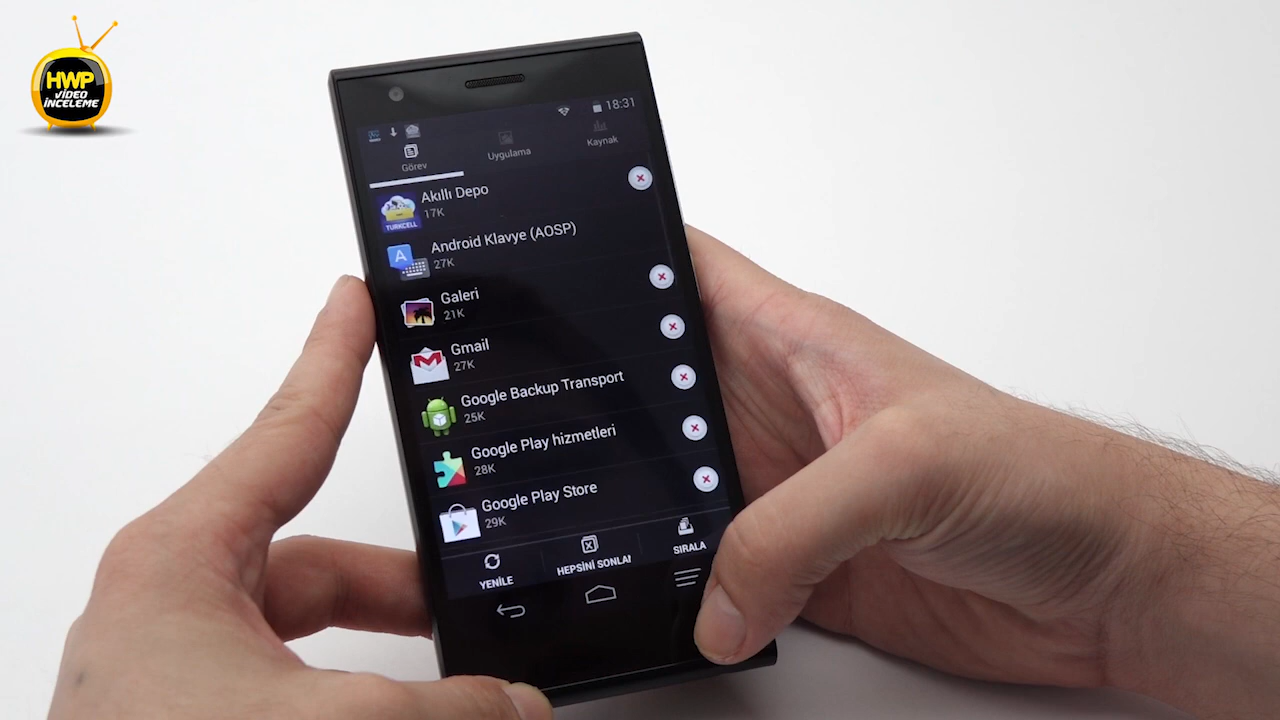 HWP
VİDEO
İNCELEME
18:31
Görev
Uygulama
Kaynak
Akıllı Depo
17K
TURKCELL
Android Klavye (AOSP)
27K
A
Galeri
21K
Gmail
27K
Google Backup Transport
25K
Google Play hizmetleri
28K
Google Play Store
29K
YENİLE
HEPSİNİ SONLA!
SIRALA